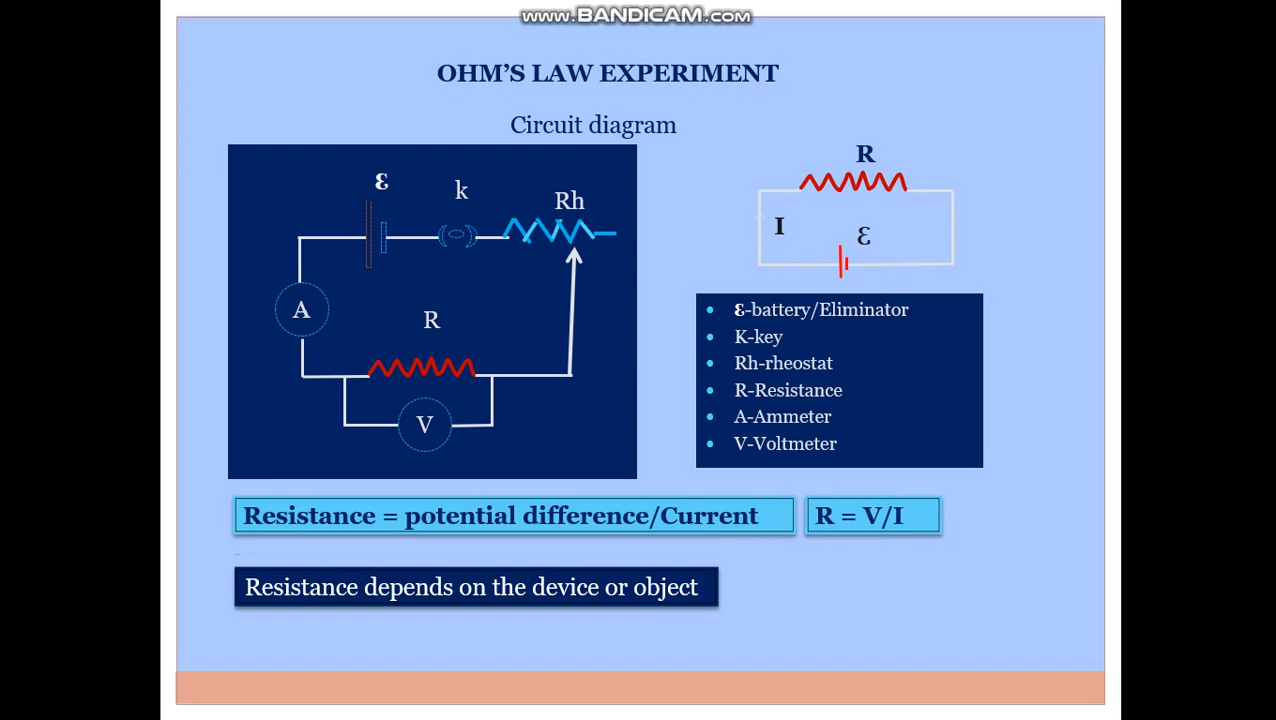 www.BANDICAM.com
OHM'S LAW EXPERIMENT
Circuit diagram
ε
k
Rh
A
R
V
R
I
ε
• ε-battery/Eliminator
• K-key
• Rh-rheostat
• R-Resistance
• A-Ammeter
• V-Voltmeter
Resistance = potential difference/Current
R = V/I
Resistance depends on the device or object